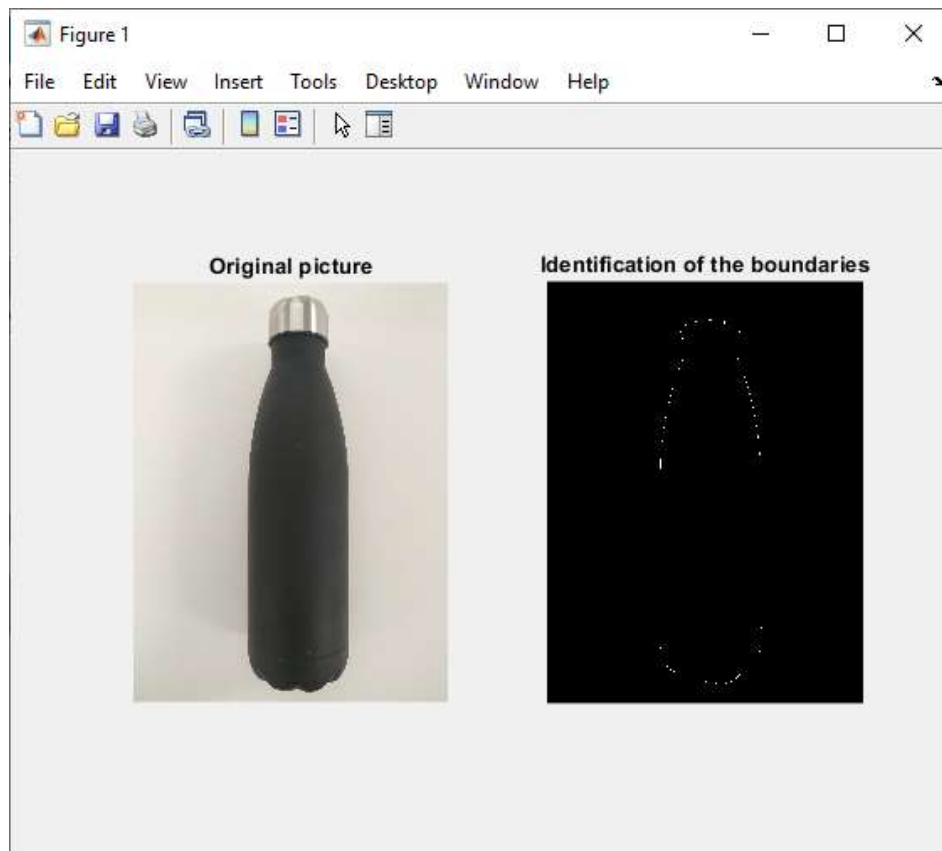 Figure 1
File Edit View Insert Tools Desktop Window Help
Original picture
Identification of the boundaries